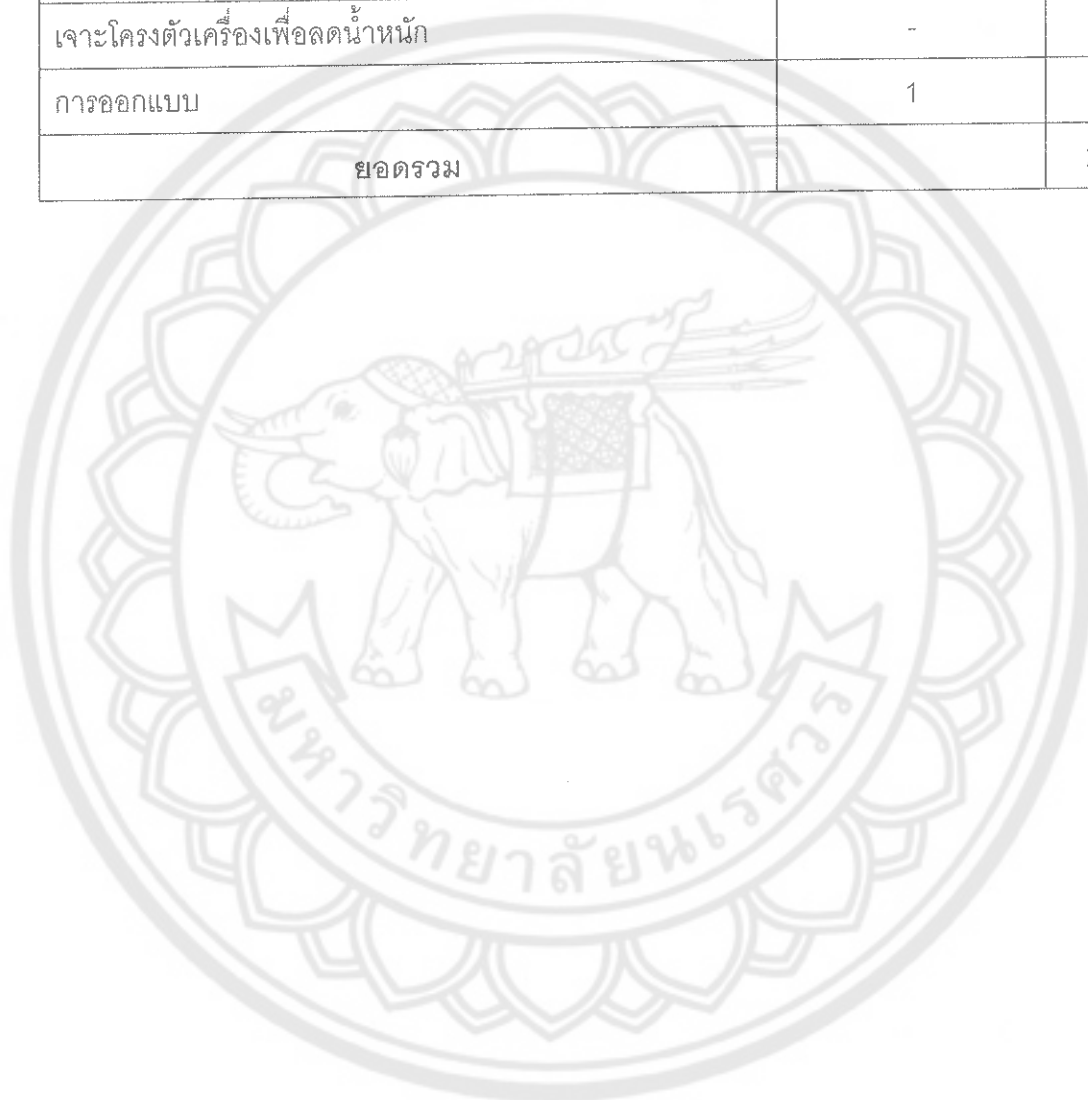 เจาะโครงตัวเครื่องเพื่อลดน้ำหนัก -
การออกแบบ 1
ยอดรวม
มหาวิทยาลัยนเรศวร